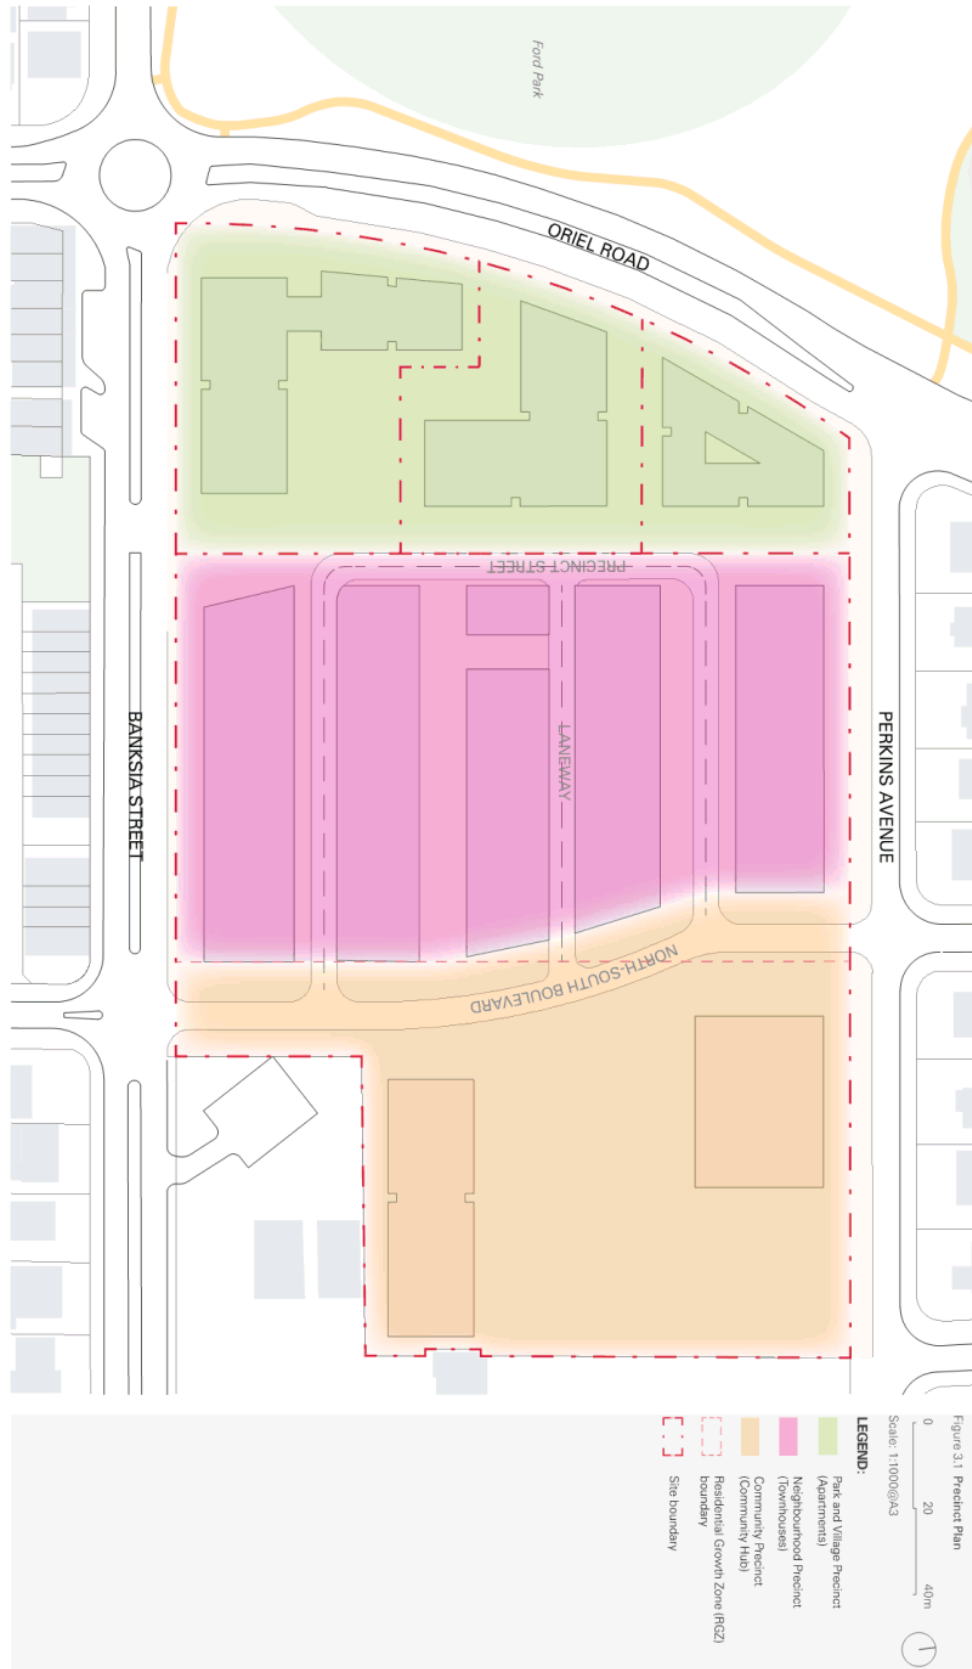 Ford Park
ORIEL ROAD
PRECINCT STREET
BANKSIA STREET
LANEWAY
PERKINS AVENUE
NORTH-SOUTH BOULEVARD
Figure 3.1 Precinct Plan
0 20 40m
Scale: 1:1000@A3
LEGEND:
Park and Village Precinct
(Apartments)
Neighbourhood Precinct
(Townhouses)
Community Precinct
(Community Hub)
Residential Growth Zone (RGZ)
boundary
Site boundary